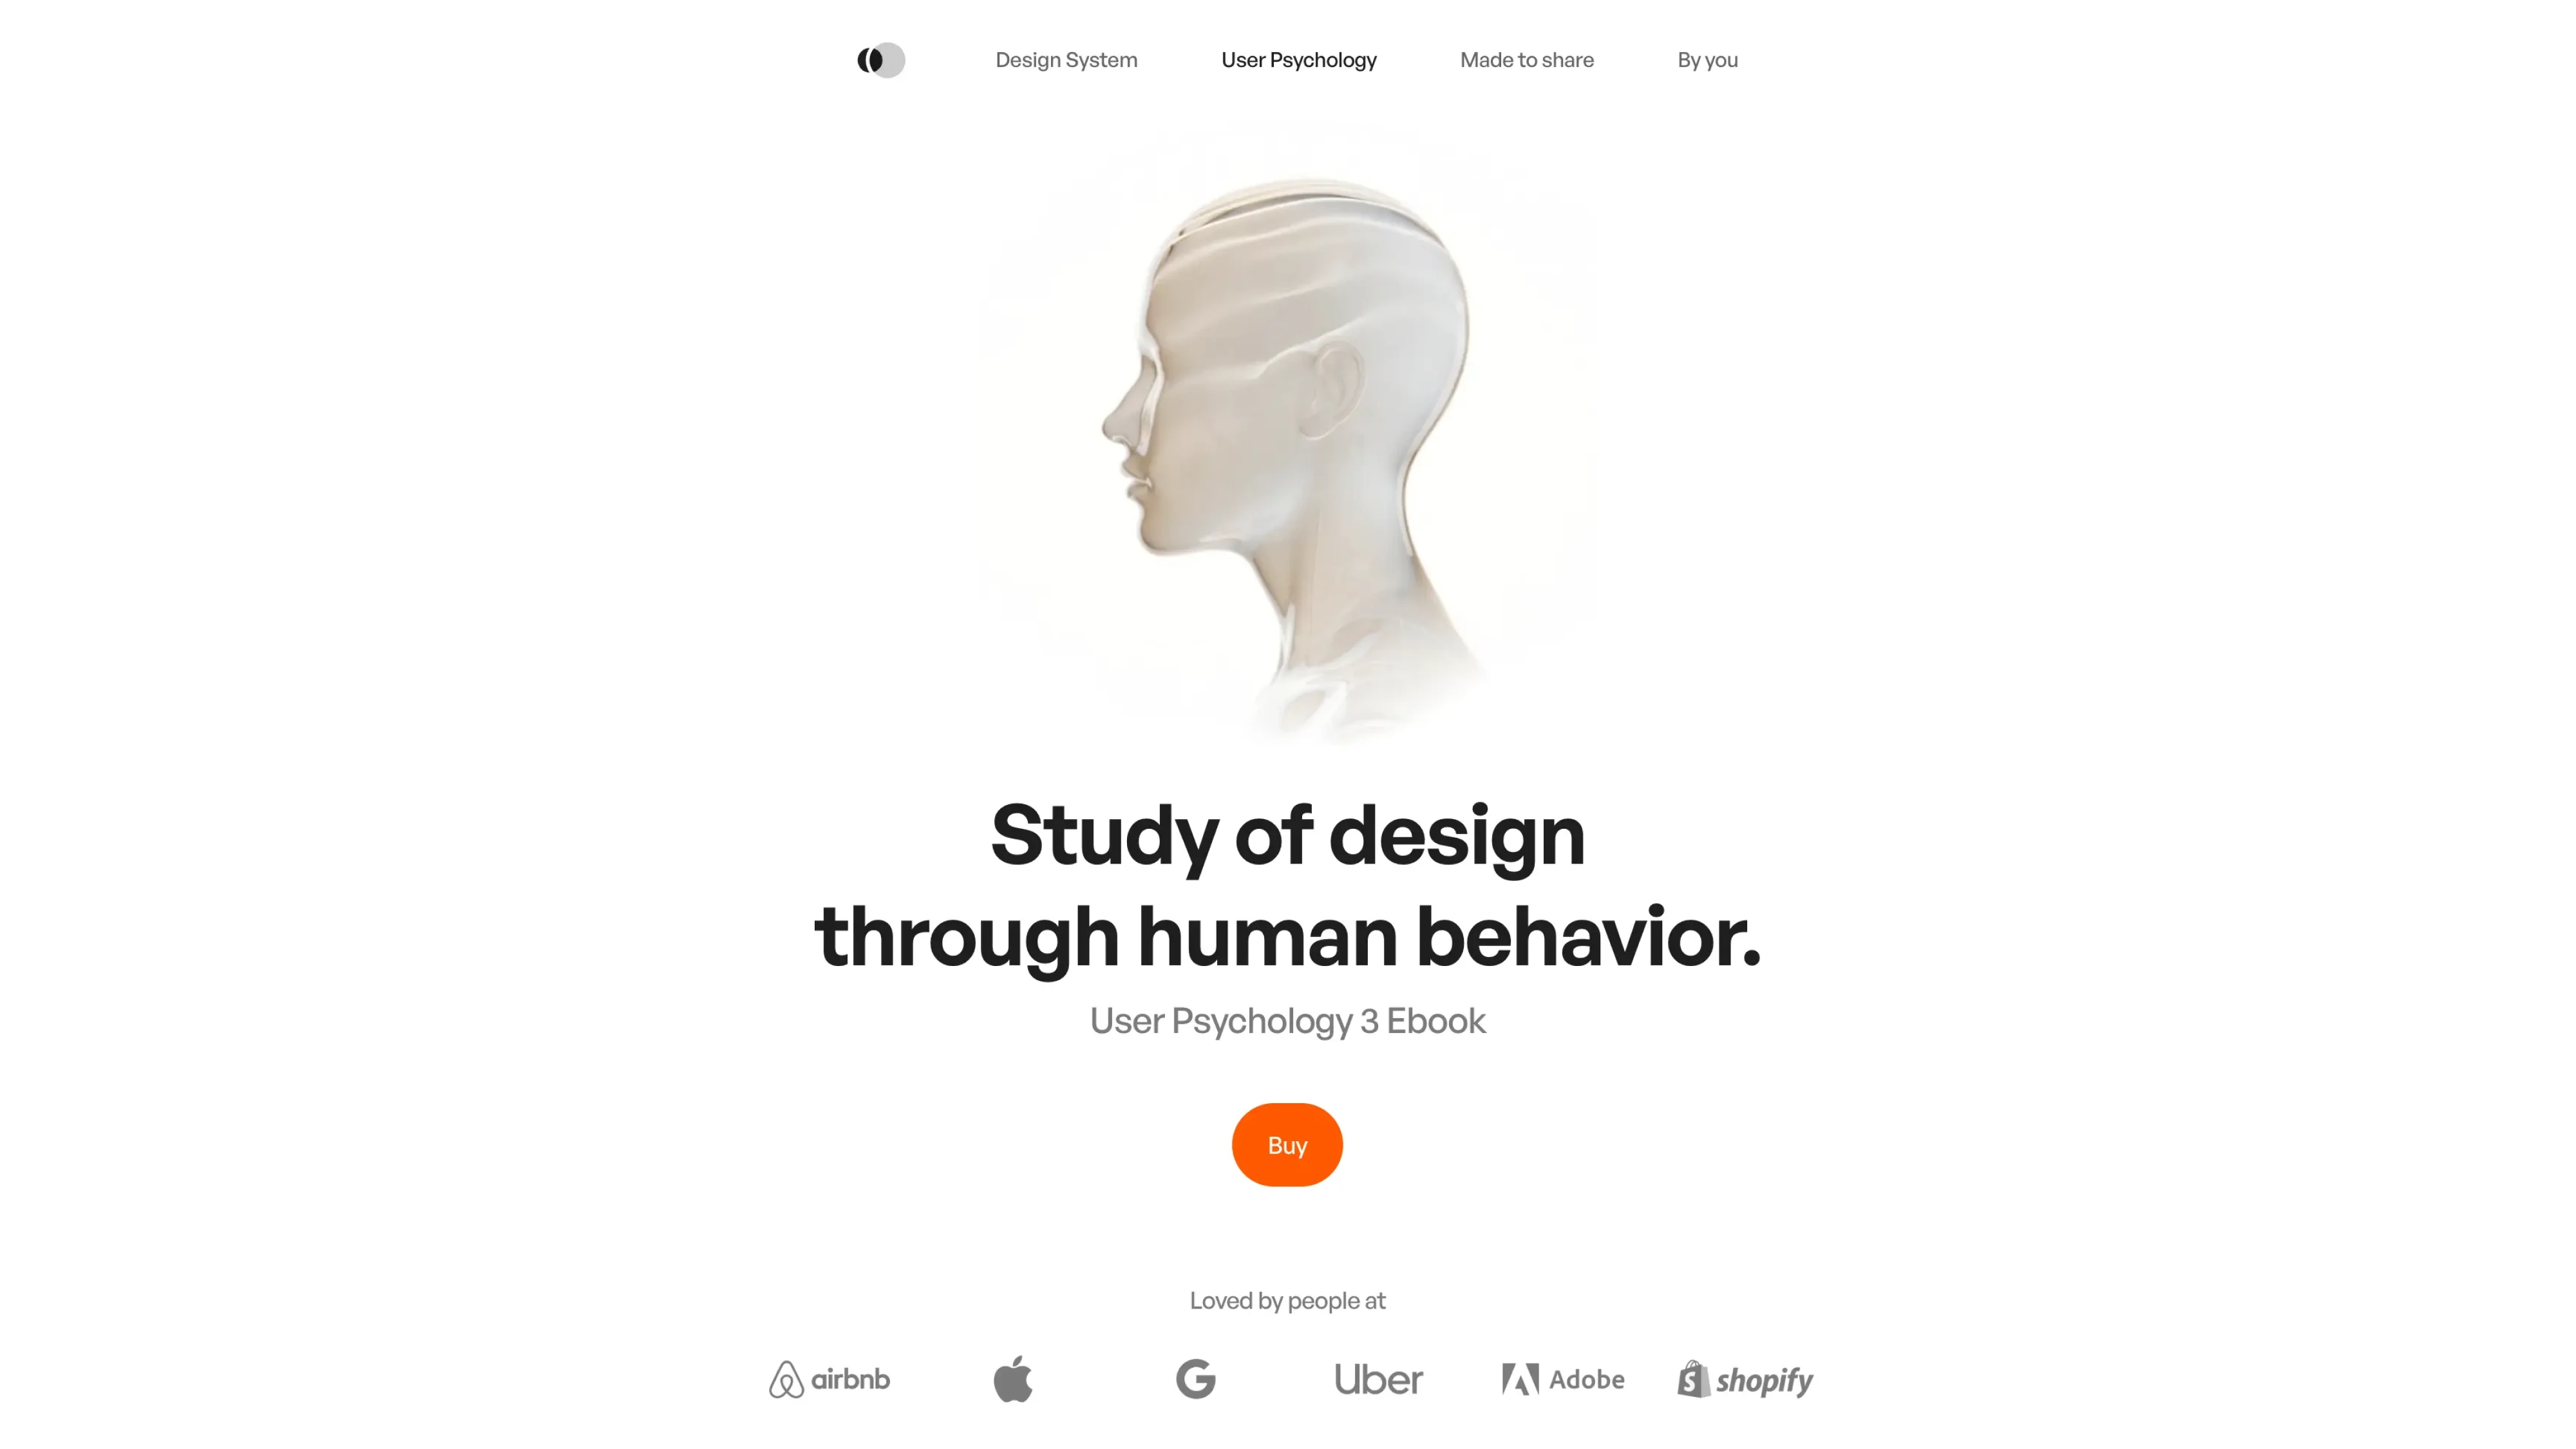 Design System
User Psychology
Made to share
By you
Study of design
through human behavior.
User Psychology 3 Ebook
Buy
Loved by people at
airbnb
G
Uber
Adobe
shopify